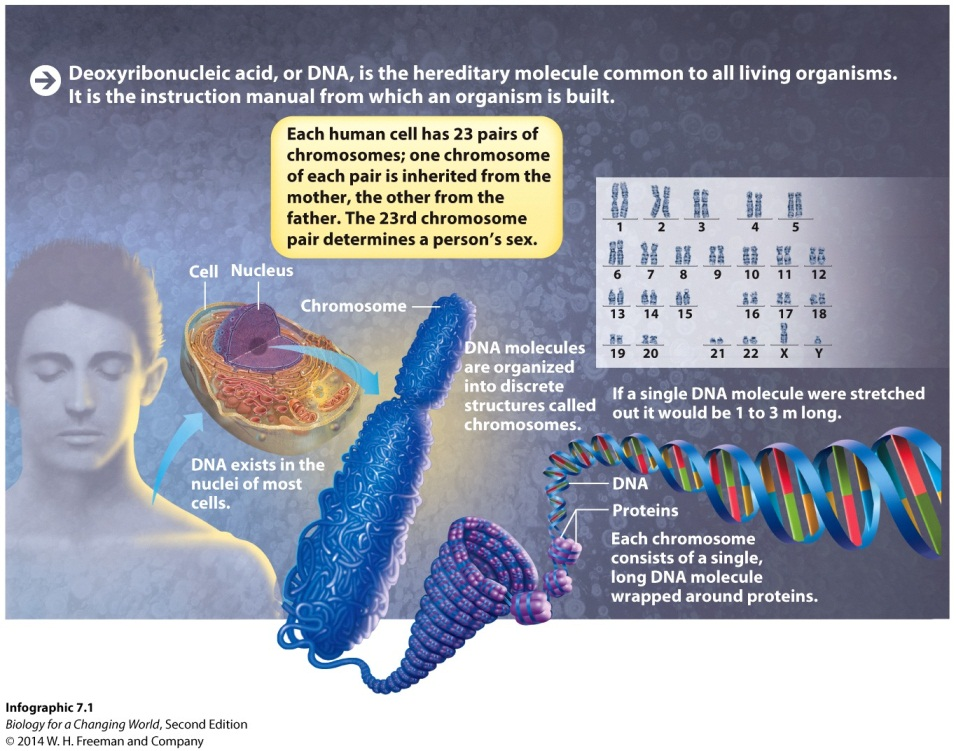 Deoxyribonucleic acid, or DNA, is the hereditary molecule common to all living organisms.
It is the instruction manual from which an organism is built.
Each human cell has 23 pairs of
chromosomes; one chromosome
of each pair is inherited from the
mother, the other from the
father. The 23rd chromosome
pair determines a person's sex.
1 2 3 4 5
6 7 8 9 10 11 12
13 14 15 16 17 18
19 20 21 22 X Y
Cell Nucleus
Chromosome
DNA molecules
are organized
into discrete
structures called
chromosomes.
DNA exists in the
nuclei of most
cells.
If a single DNA molecule were stretched
out it would be 1 to 3 m long.
DNA
Proteins
Each chromosome
consists of a single,
long DNA molecule
wrapped around proteins.
Infographic 7.1
Biology for a Changing World, Second Edition
© 2014 W. H. Freeman and Company